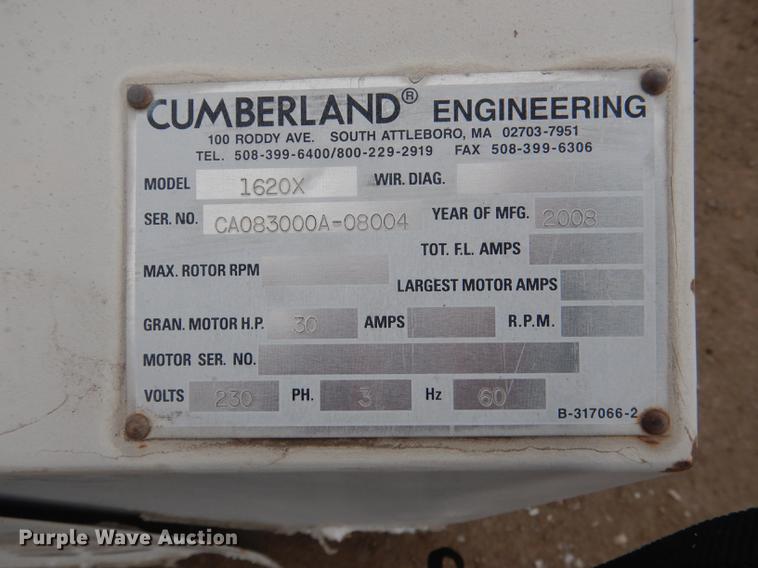 CUMBERLAND® ENGINEERING
100 RODDY AVE. SOUTH ATTLEBORO, MA 02703-7951
TEL. 508-399-6400/800-229-2919 FAX 508-399-6306
MODEL 1620X WIR. DIAG.
SER. NO. CA083000A-08004 YEAR OF MFG. 2008
TOT. F.L. AMPS
MAX. ROTOR RPM
LARGEST MOTOR AMPS
GRAN. MOTOR H.P. 30 AMPS R.P.M.
MOTOR SER. NO.
VOLTS 230 PH. 3 Hz 60
B-317066-2
Purple Wave Auction